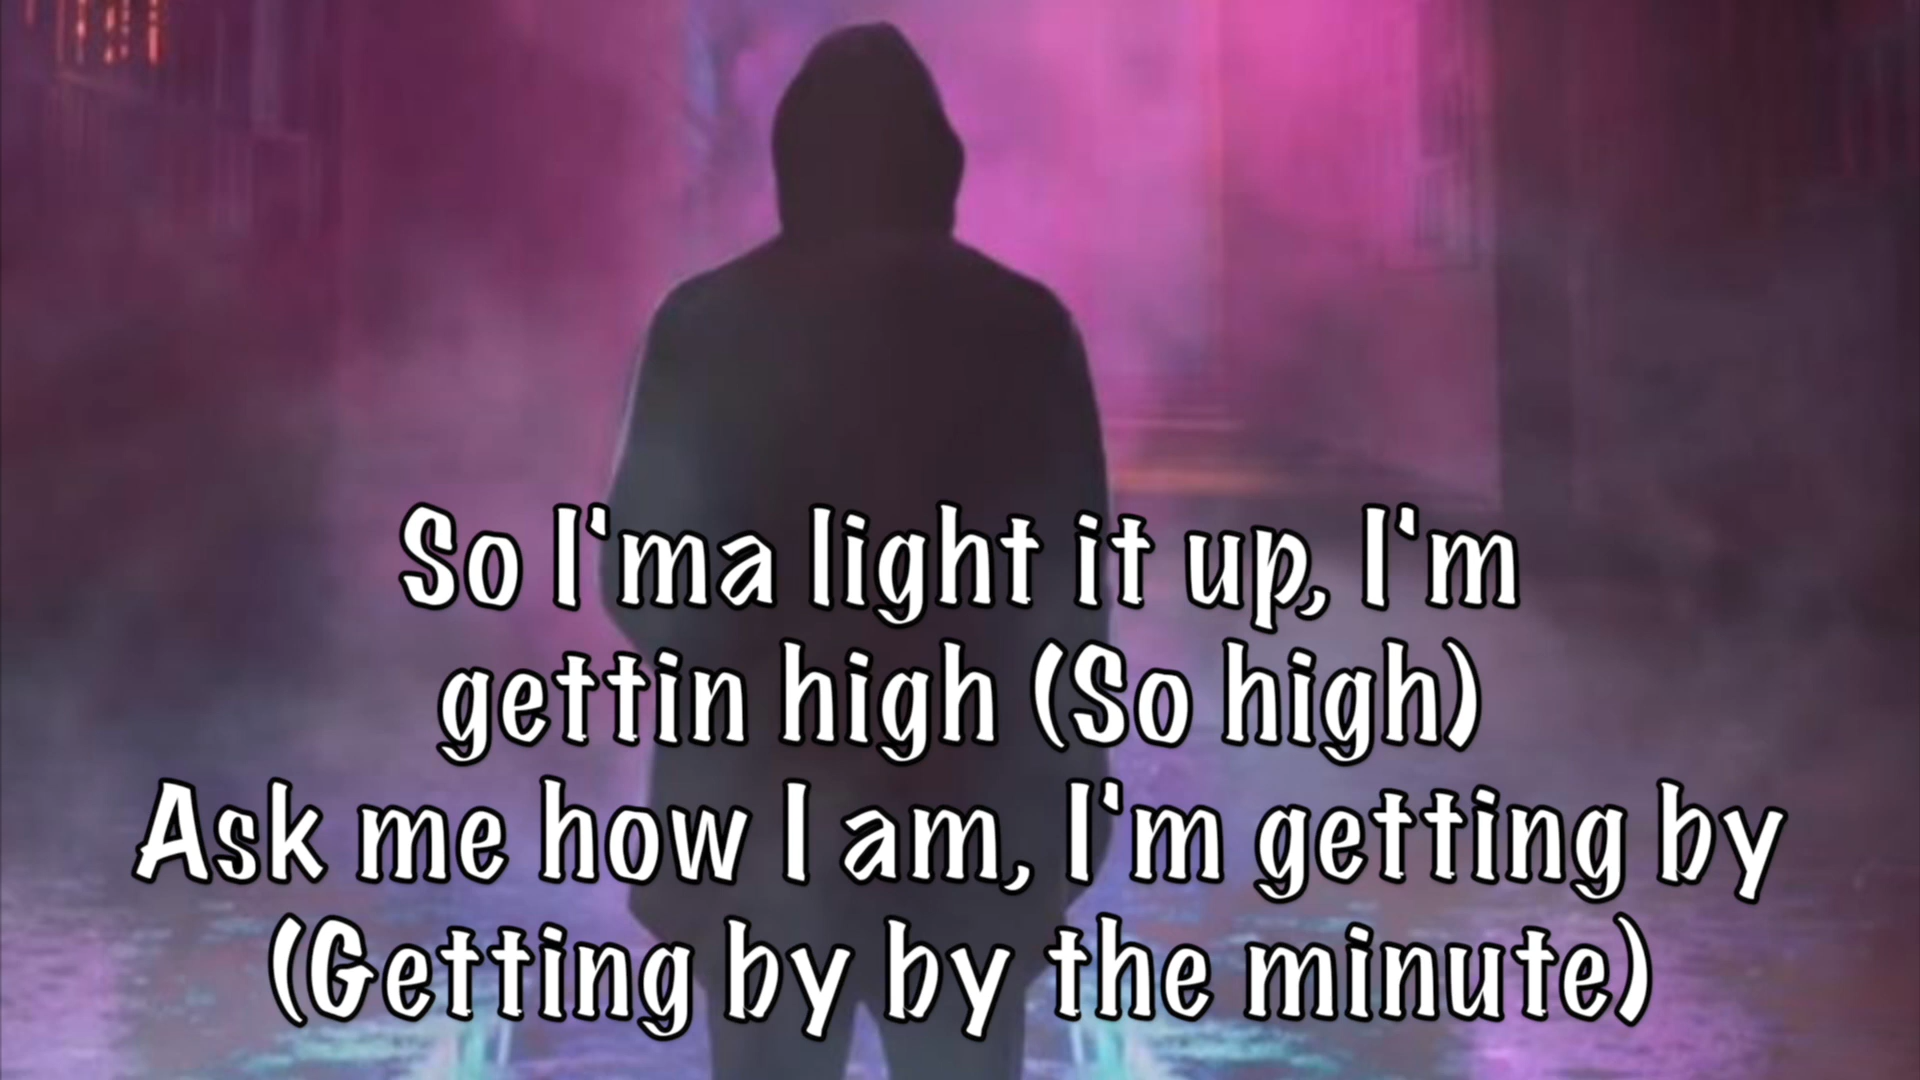 So I'ma light it up, I'm
gettin high (So high)
Ask me how I am, I'm getting by
(Getting by by the minute)